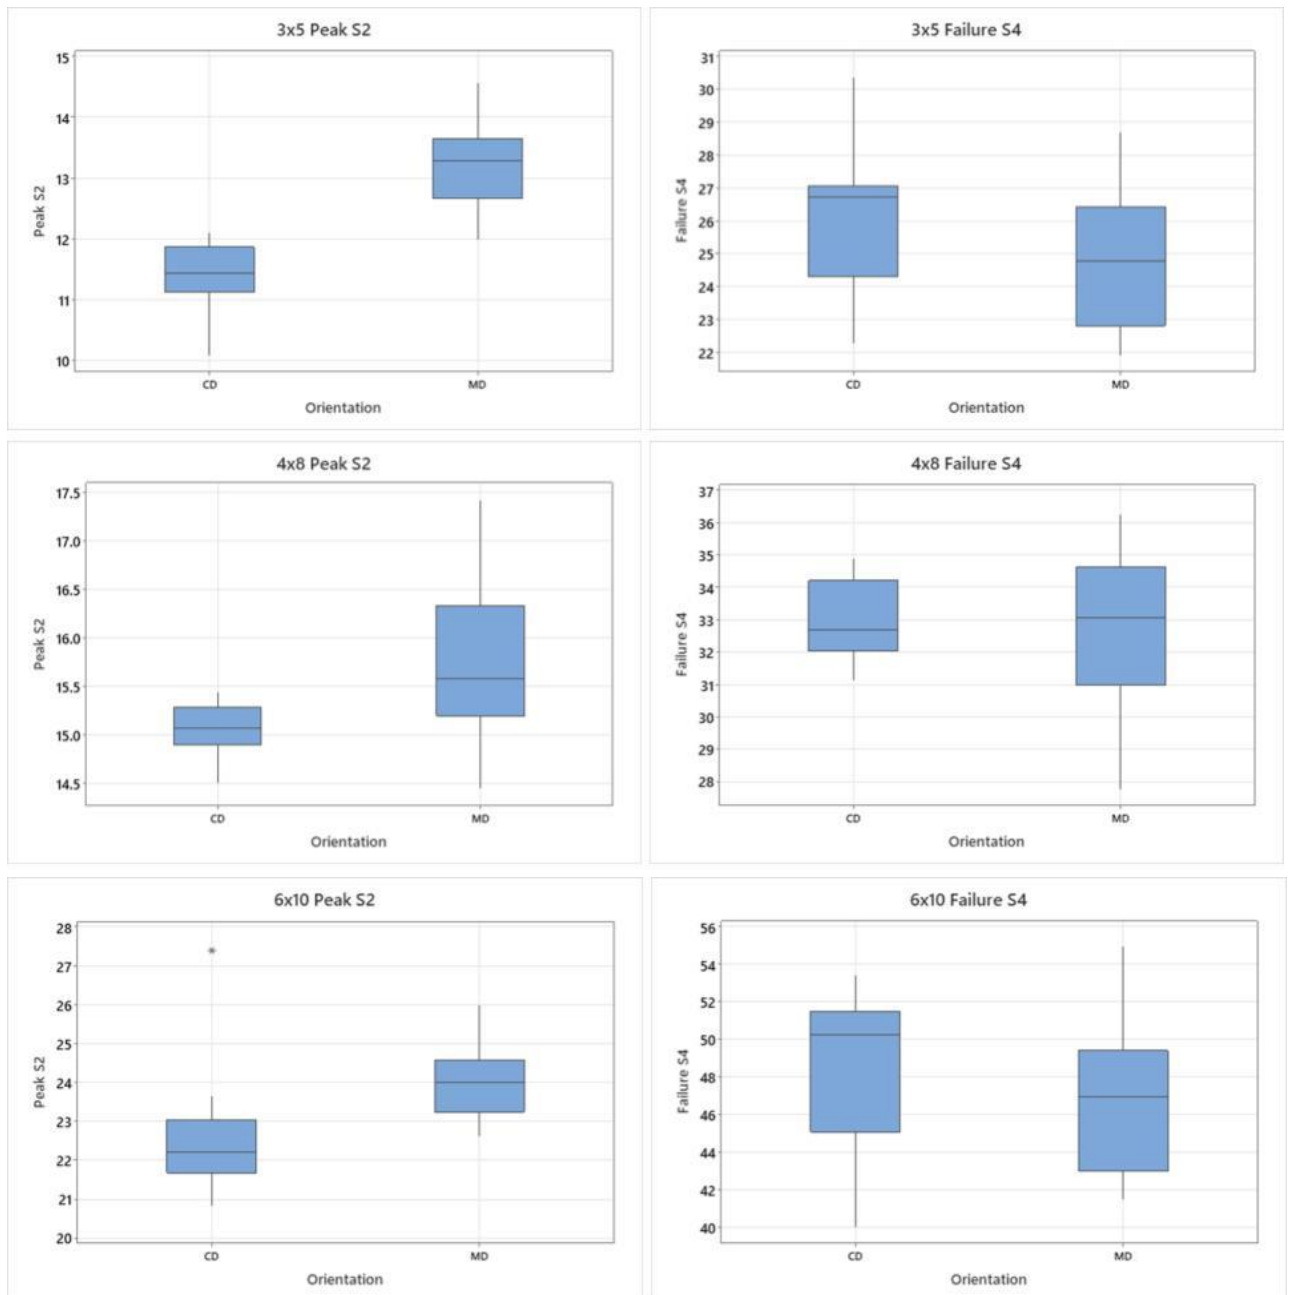 3x5 Peak S2
15
14
13
12
11
10
Peak S2
CD MD
Orientation
3x5 Failure S4
31
30
29
28
27
26
25
24
23
22
Failure S4
CD MD
Orientation
4x8 Peak S2
17.5
17.0
16.5
16.0
15.5
15.0
14.5
Peak S2
CD MD
Orientation
4x8 Failure S4
37
36
35
34
33
32
31
30
29
28
Failure S4
CD MD
Orientation
6x10 Peak S2
28
27
26
25
24
23
22
21
20
Peak S2
CD MD
Orientation
6x10 Failure S4
56
54
52
50
48
46
44
42
40
Failure S4
CD MD
Orientation